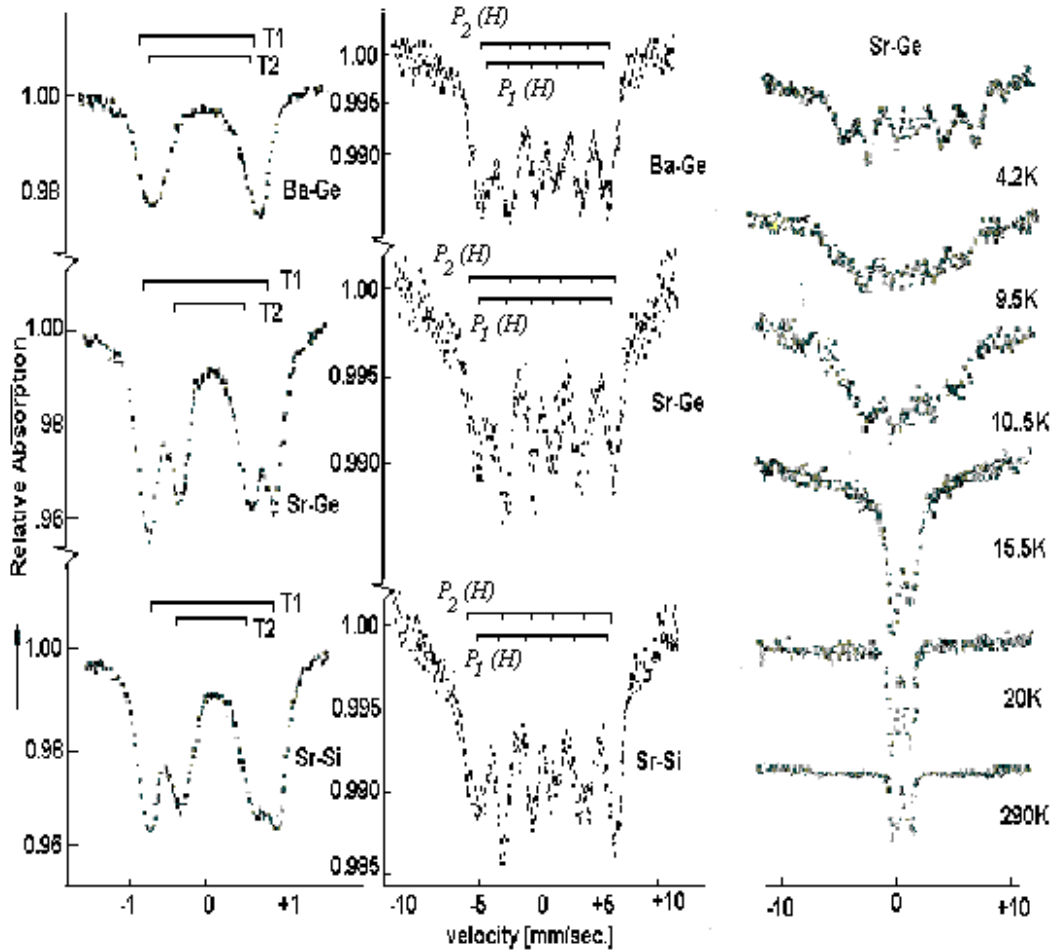 T1
T2
1.00
0.98
Ba-Ge
T1
T2
1.00
.98
.96
Sr-Ge
T1
T2
1.00
0.98
0.96
Sr-Si
-1 0 +1
Relative Absorption
P2 (H)
P1 (H)
1.00
0.995
0.990
Ba-Ge
P2 (H)
P1 (H)
1.00
0.995
0.990
Sr-Ge
P2 (H)
P1 (H)
1.00
0.995
0.990
0.985
Sr-Si
-10 -5 0 +5 +10
velocity [mm/sec.]
Sr-Ge
4.2K
9.5K
10.5K
15.5K
20K
290K
-10 0 +10